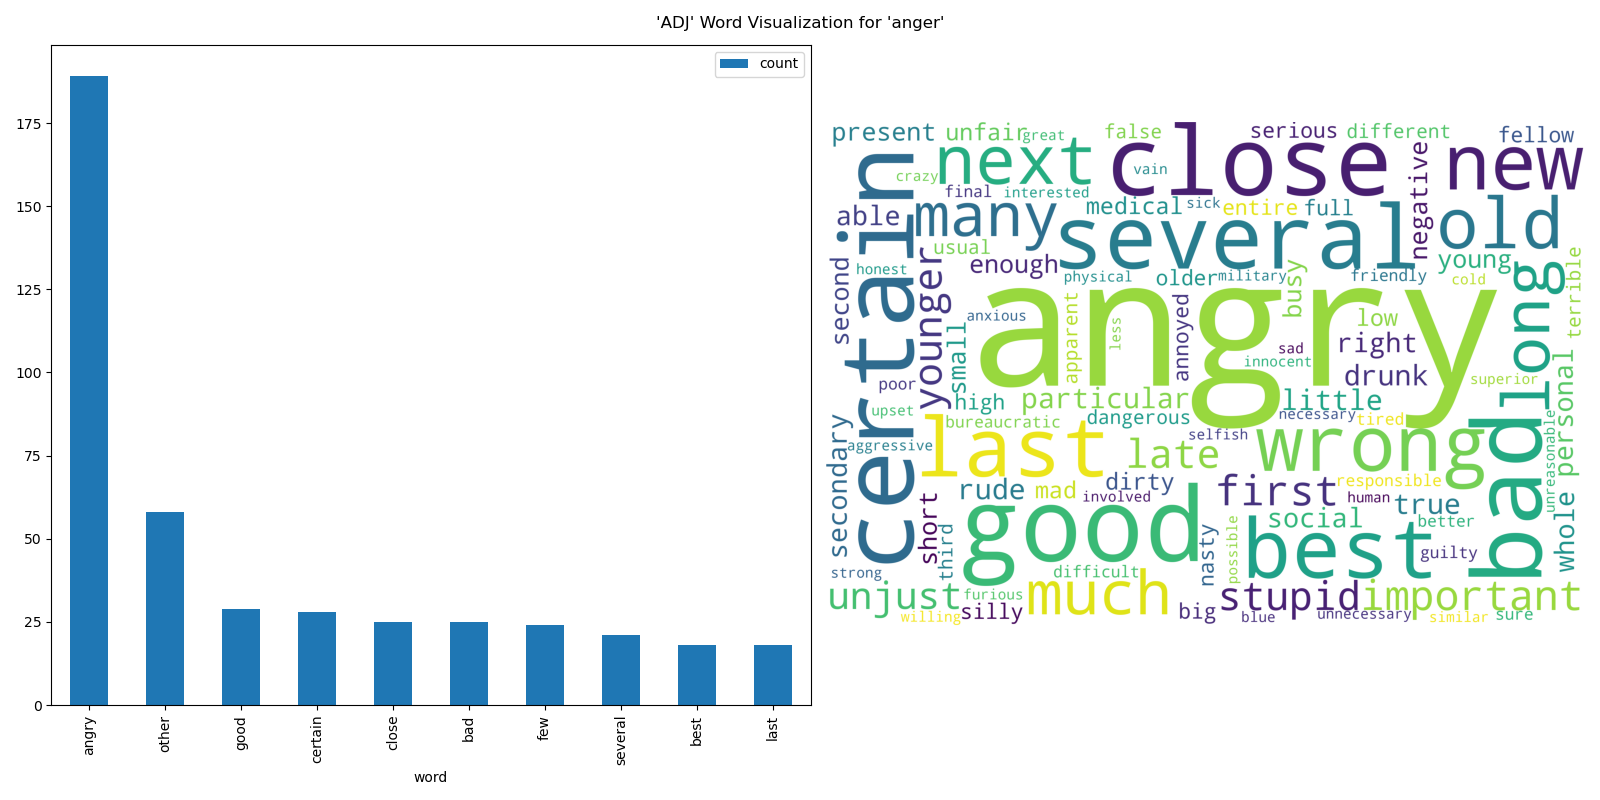 'ADJ' Word Visualization for 'anger'
count
175
150
125
100
75
50
25
0
angry
other
good
certain
close
bad
few
several
best
last
word
present
unfair
great
false
serious
different
fellow
crazy
next
close
vain
new
negative
final
interested
able
many
medical
sick
entire
full
old
several
usual
certain
second
honest
enough
physical
older
military
busy
friendly
young
cold
terrible
younger
angry
anxious
small
apparent
less
annoyed
low
sad
right
innocent
poor
drunk
superior
long
personal
upset
high
particular
little
necessary
tired
dangerous
bureaucratic
selfish
aggressive
last
late
wrong
unreasonable
bad
secondary
rude
mad
dirty
involved
first
responsible
human
true
whole
short
third
good
nasty
possible
social
better
best
guilty
strong
difficult
unjust
furious
willing
silly
much
big
stupid
blue
important
unnecessary
similar
sure